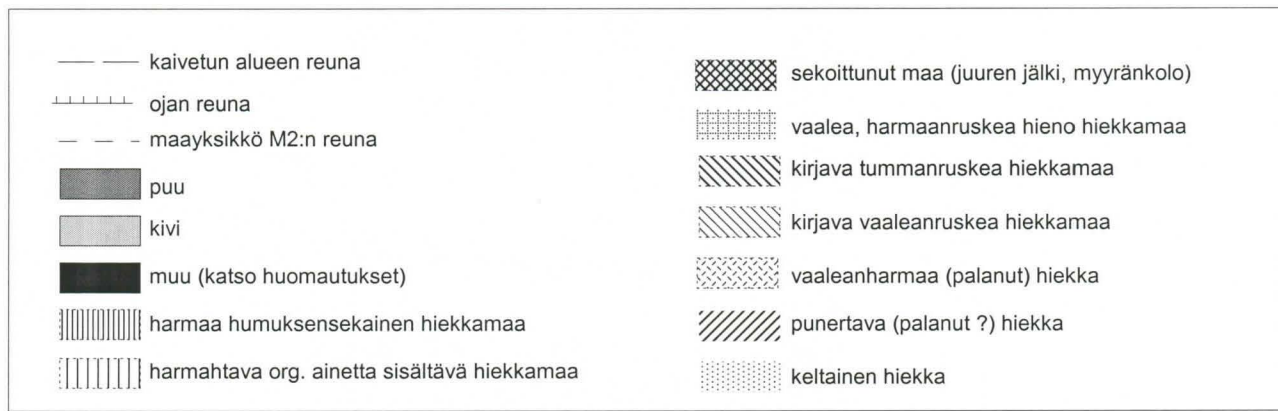 kaivetun alueen reuna
ojan reuna
maayksikkö M2:n reuna
puu
kivi
muu (katso huomautukset)
harmaa humuksensekainen hiekkamaa
harmahtava org. ainetta sisältävä hiekkamaa
sekoittunut maa (juuren jälki, myyränkolo)
vaalea, harmaanruskea hieno hiekkamaa
kirjava tummanruskea hiekkamaa
kirjava vaaleanruskea hiekkamaa
vaaleanharmaa (palanut) hiekka
punertava (palanut ?) hiekka
keltainen hiekka